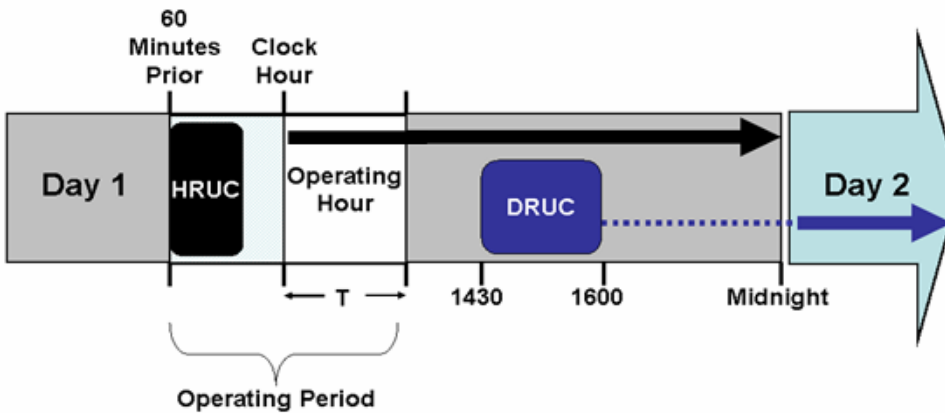 60
Minutes
Prior
Clock
Hour
Day 1
HRUC
Operating
Hour
DRUC
Day 2
T
1430
1600
Midnight
Operating Period